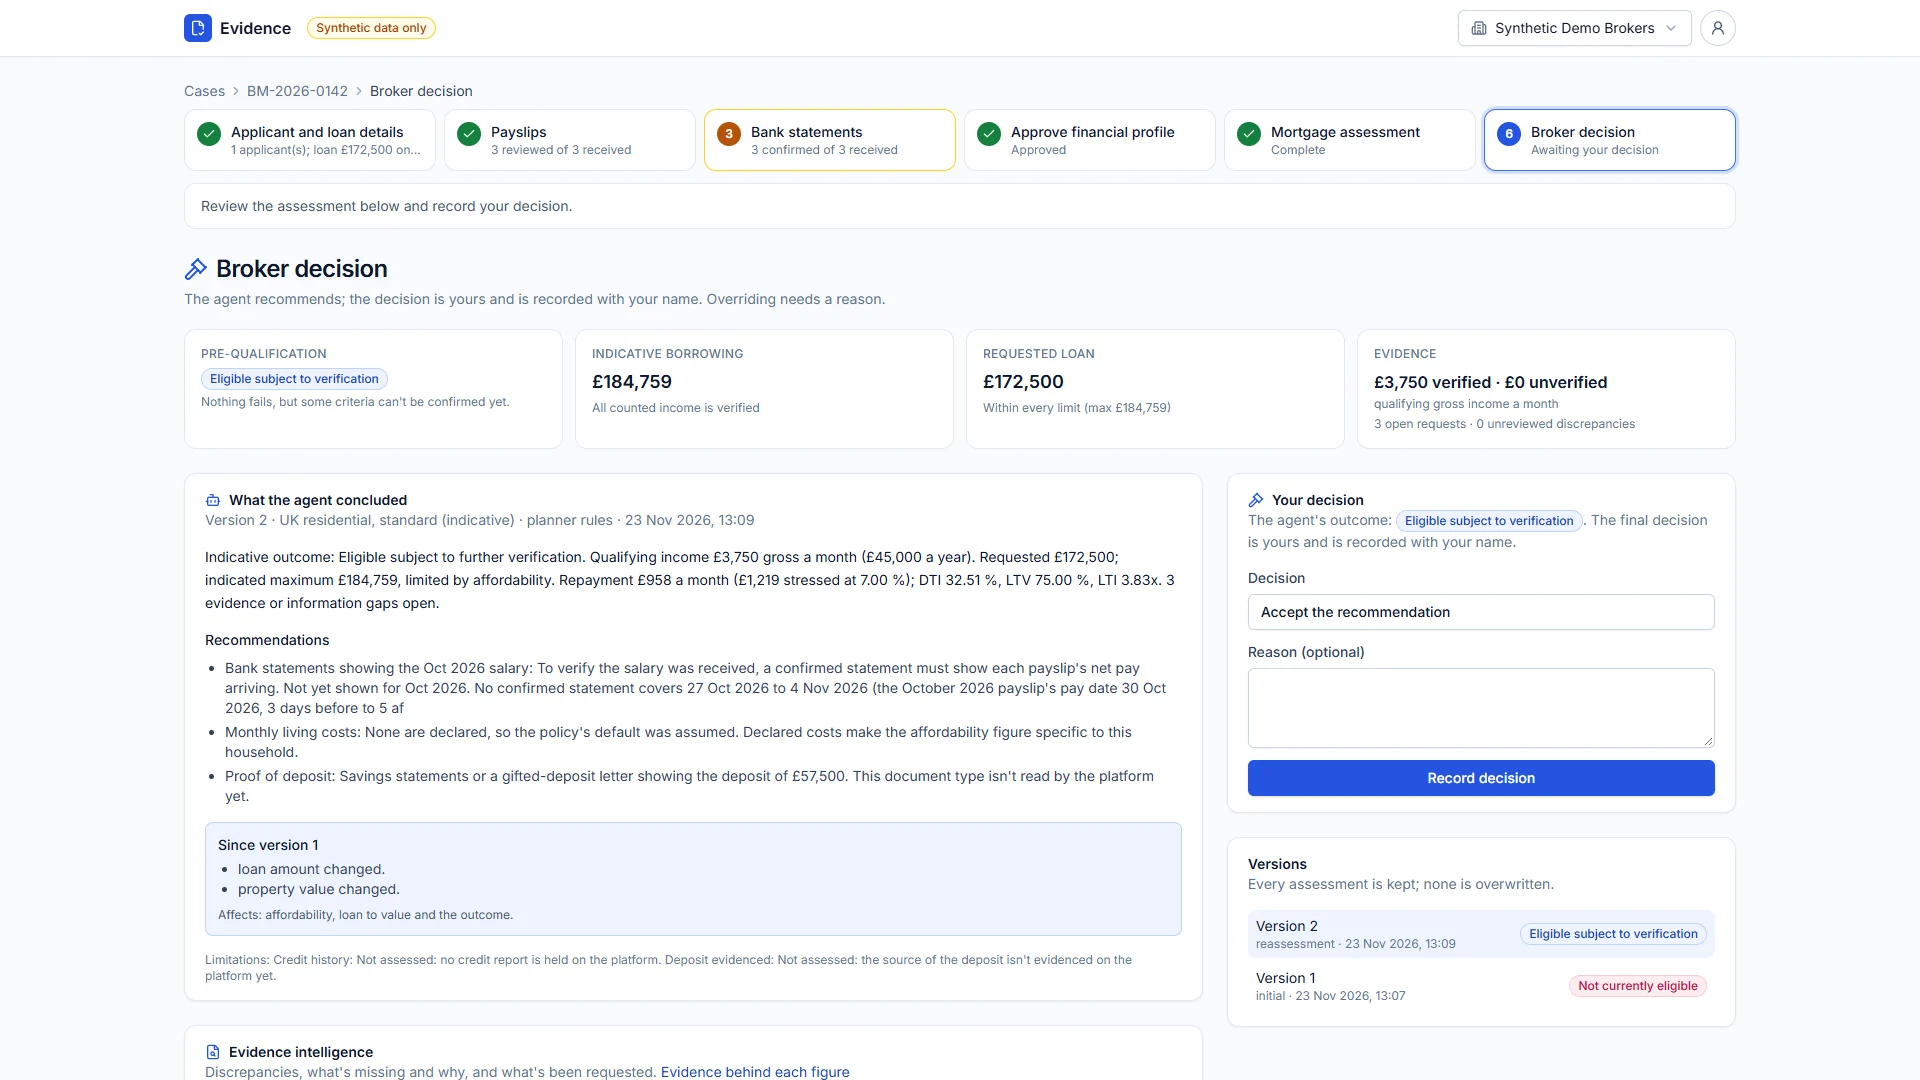 Evidence
Synthetic data only
Synthetic Demo Brokers
Cases > BM-2026-0142 > Broker decision
Applicant and loan details
1 applicant(s); loan £172,500 on...
Payslips
3 reviewed of 3 received
3
Bank statements
3 confirmed of 3 received
Approve financial profile
Approved
Mortgage assessment
Complete
6
Broker decision
Awaiting your decision
Review the assessment below and record your decision.
Broker decision
The agent recommends; the decision is yours and is recorded with your name. Overriding needs a reason.
PRE-QUALIFICATION
Eligible subject to verification
Nothing fails, but some criteria can't be confirmed yet.
INDICATIVE BORROWING
£184,759
All counted income is verified
REQUESTED LOAN
£172,500
Within every limit (max £184,759)
EVIDENCE
£3,750 verified · £0 unverified
qualifying gross income a month
3 open requests · 0 unreviewed discrepancies
What the agent concluded
Version 2 · UK residential, standard (indicative) · planner rules · 23 Nov 2026, 13:09
Indicative outcome: Eligible subject to further verification. Qualifying income £3,750 gross a month (£45,000 a year). Requested £172,500;
indicated maximum £184,759, limited by affordability. Repayment £958 a month (£1,219 stressed at 7.00 %); DTI 32.51 %, LTV 75.00 %, LTI 3.83x. 3
evidence or information gaps open.
Recommendations
• Bank statements showing the Oct 2026 salary: To verify the salary was received, a confirmed statement must show each payslip's net pay
arriving. Not yet shown for Oct 2026. No confirmed statement covers 27 Oct 2026 to 4 Nov 2026 (the October 2026 payslip's pay date 30 Oct
2026, 3 days before to 5 af
• Monthly living costs: None are declared, so the policy's default was assumed. Declared costs make the affordability figure specific to this
household.
• Proof of deposit: Savings statements or a gifted-deposit letter showing the deposit of £57,500. This document type isn't read by the platform
yet.
Since version 1
• loan amount changed.
• property value changed.
Affects: affordability, loan to value and the outcome.
Limitations: Credit history: Not assessed: no credit report is held on the platform. Deposit evidenced: Not assessed: the source of the deposit isn't evidenced on the
platform yet.
Evidence intelligence
Discrepancies, what's missing and why, and what's been requested. Evidence behind each figure
Your decision
The agent's outcome: Eligible subject to verification. The final decision
is yours and is recorded with your name.
Decision
Accept the recommendation
Reason (optional)
Record decision
Versions
Every assessment is kept; none is overwritten.
Version 2
reassessment · 23 Nov 2026, 13:09
Eligible subject to verification
Version 1
initial · 23 Nov 2026, 13:07
Not currently eligible